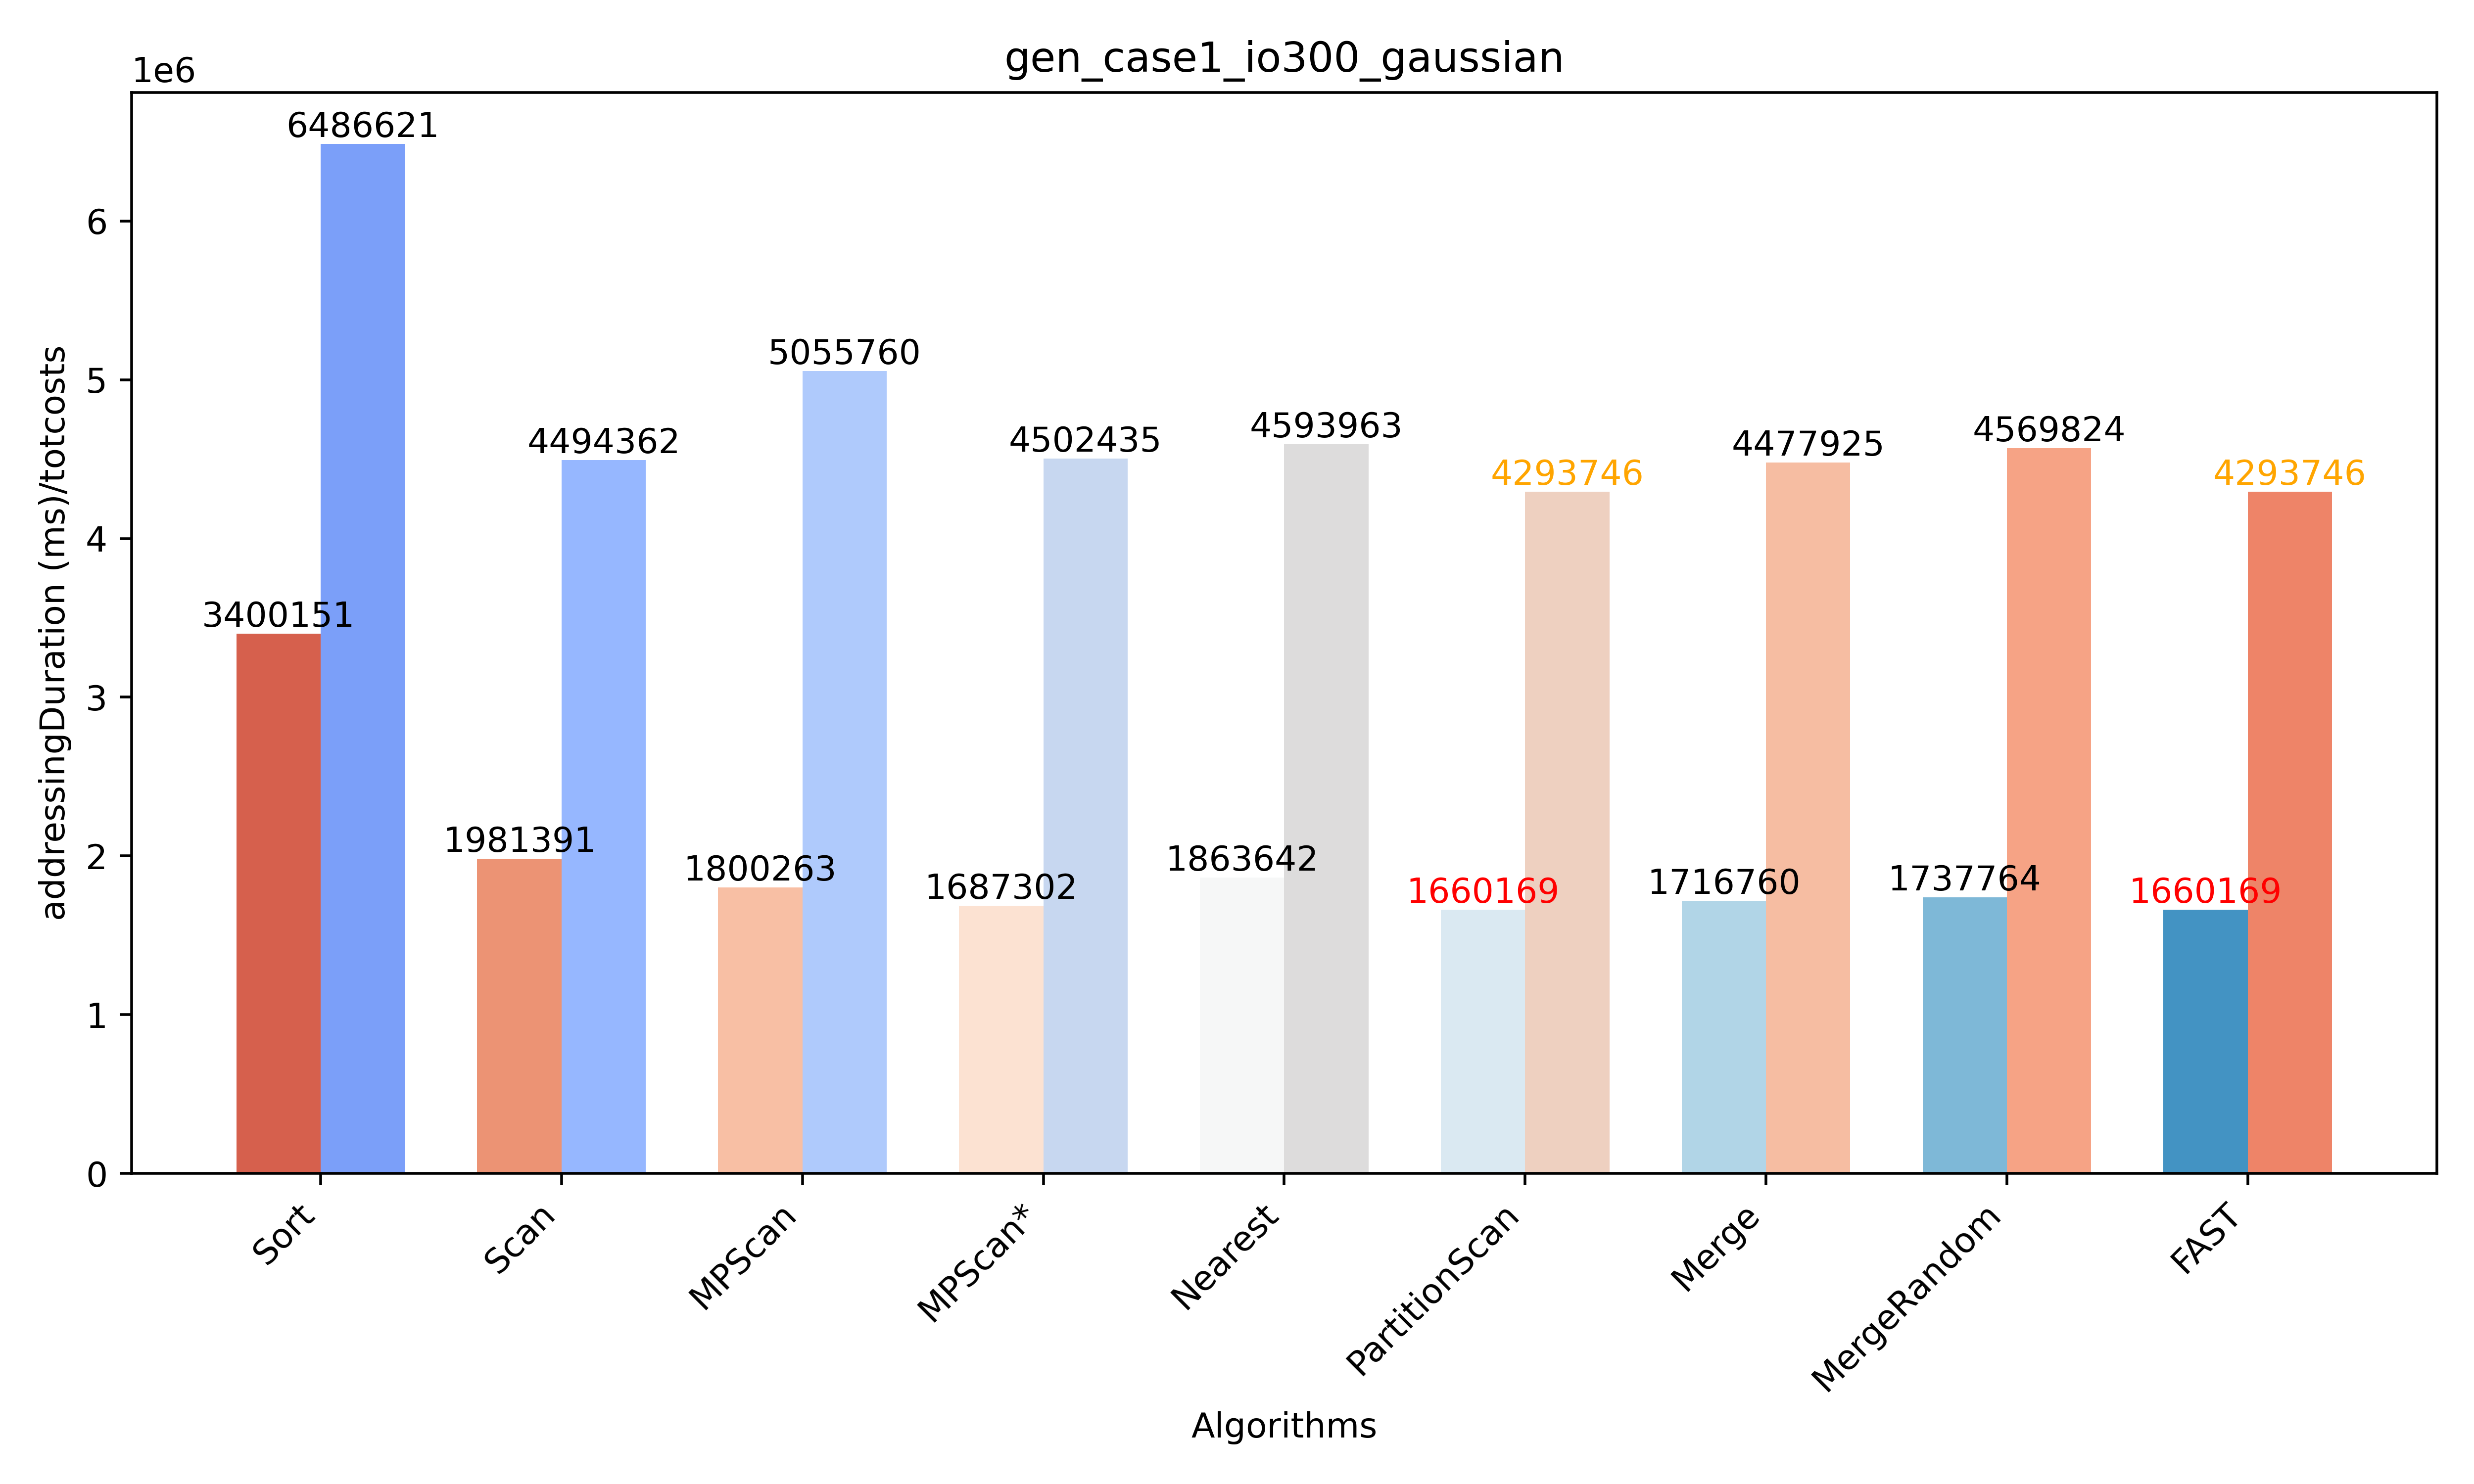 gen_case1_io300_gaussian
1e6
addressingDuration (ms)/totcosts
6
5
4
3
2
1
0
3400151
6486621
1981391
4494362
1800263
5055760
1687302
4502435
1863642
4593963
1660169
4293746
1716760
4477925
1737764
4569824
1660169
4293746
Sort
Scan
MPScan
MPScan*
Nearest
PartitionScan
Merge
MergeRandom
FAST
Algorithms